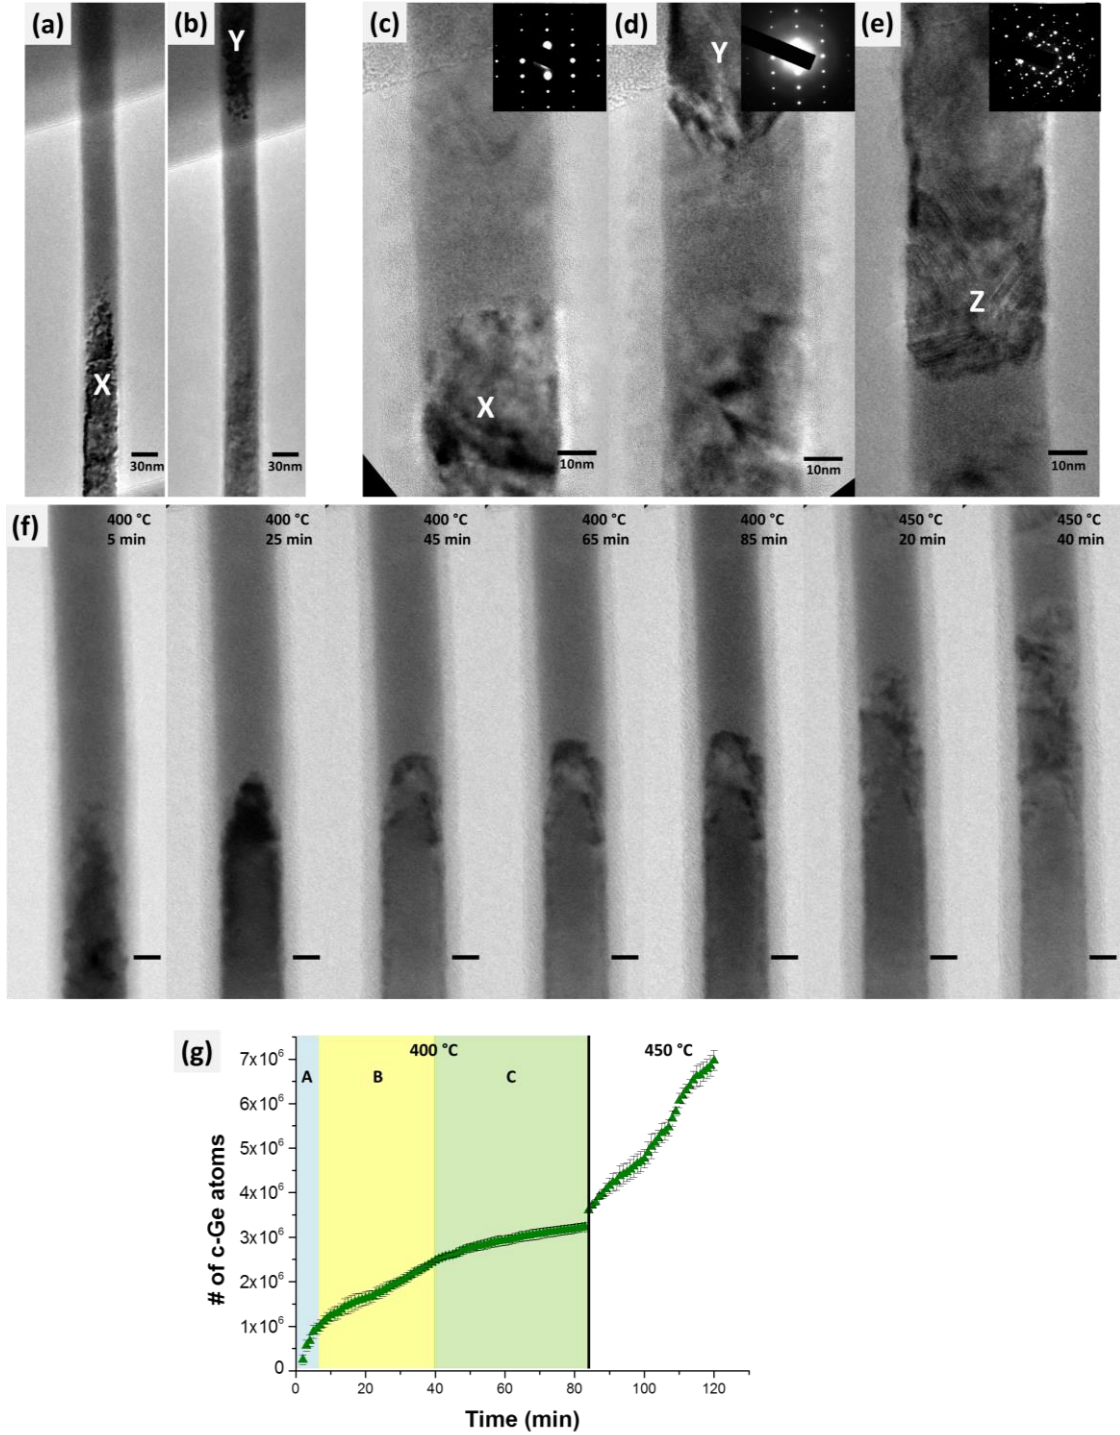 (a)
(b)
Y
(c)
(d)
Y
(e)
X
30nm
30nm
X
10nm
10nm
Z
10nm
(f)
400 °C
5 min
400 °C
25 min
400 °C
45 min
400 °C
65 min
400 °C
85 min
450 °C
20 min
450 °C
40 min
(g)
400 °C
450 °C
A
B
C
7x10⁶
6x10⁶
5x10⁶
4x10⁶
3x10⁶
2x10⁶
1x10⁶
0
# of c-Ge atoms
0 20 40 60 80 100 120
Time (min)